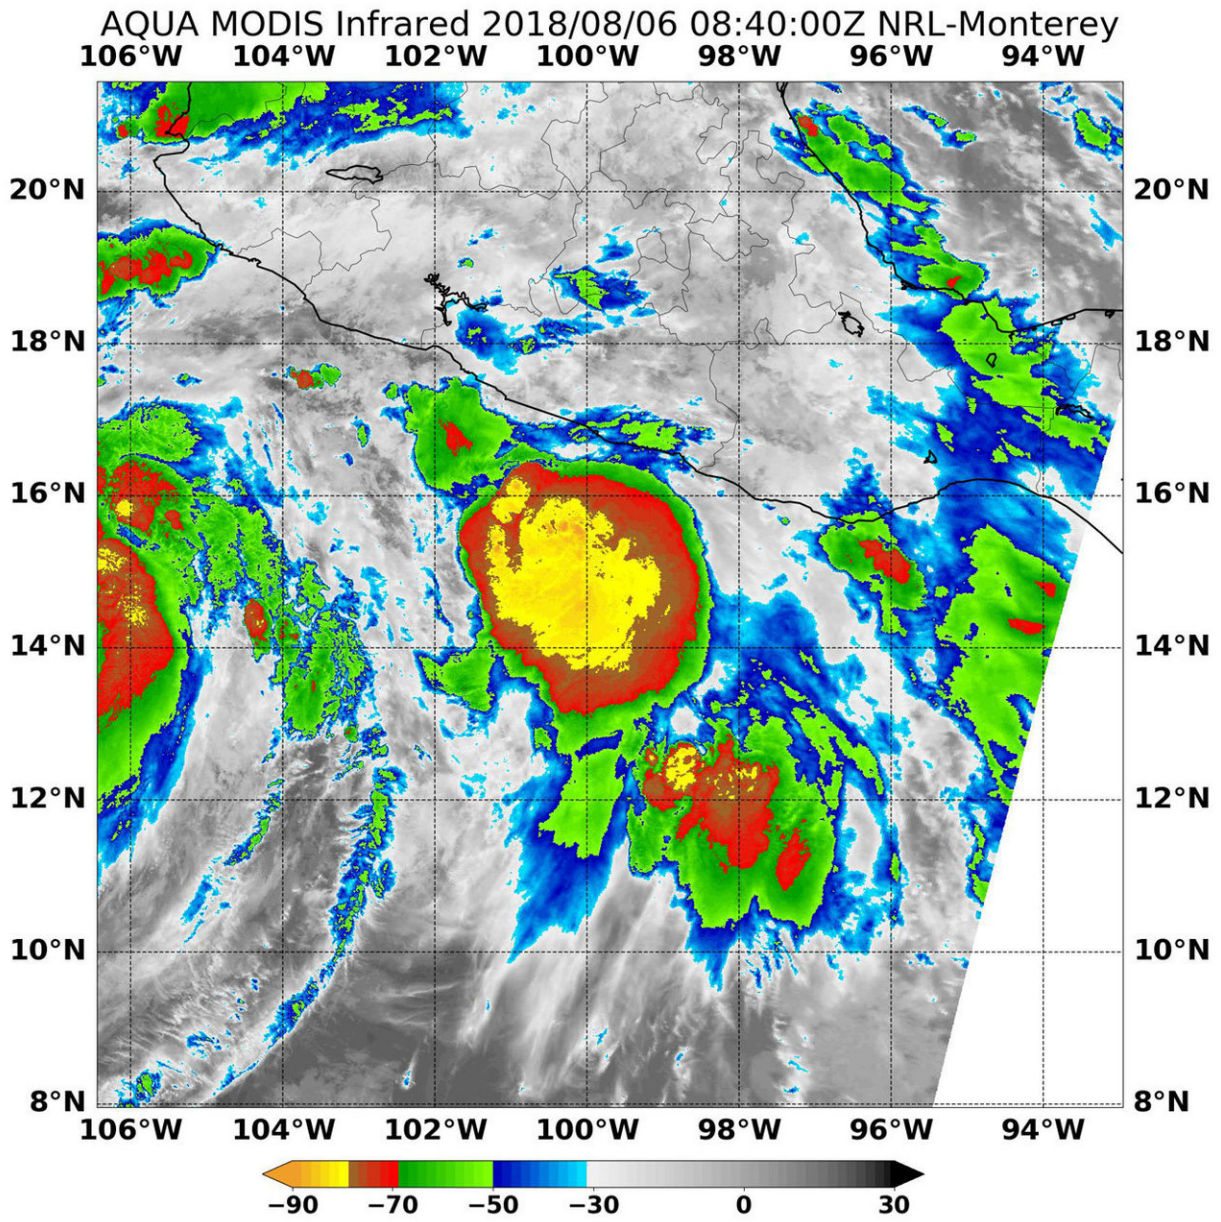 AQUA MODIS Infrared 2018/08/06 08:40:00Z NRL-Monterey
106°W 104°W 102°W 100°W 98°W 96°W 94°W
20°N 20°N
18°N 18°N
16°N 16°N
14°N 14°N
12°N 12°N
10°N 10°N
8°N 8°N
106°W 104°W 102°W 100°W 98°W 96°W 94°W
−90 −70 −50 −30 0 30